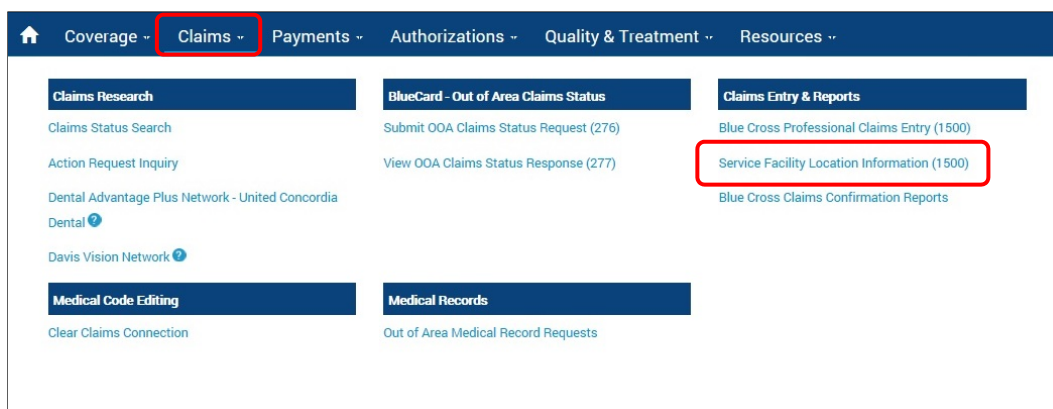 Coverage Claims Payments Authorizations Quality & Treatment Resources
Claims Research
Claims Status Search
Action Request Inquiry
Dental Advantage Plus Network - United Concordia
Dental ?
Davis Vision Network ?
BlueCard - Out of Area Claims Status
Submit OOA Claims Status Request (276)
View OOA Claims Status Response (277)
Claims Entry & Reports
Blue Cross Professional Claims Entry (1500)
Service Facility Location Information (1500)
Blue Cross Claims Confirmation Reports
Medical Code Editing
Clear Claims Connection
Medical Records
Out of Area Medical Record Requests